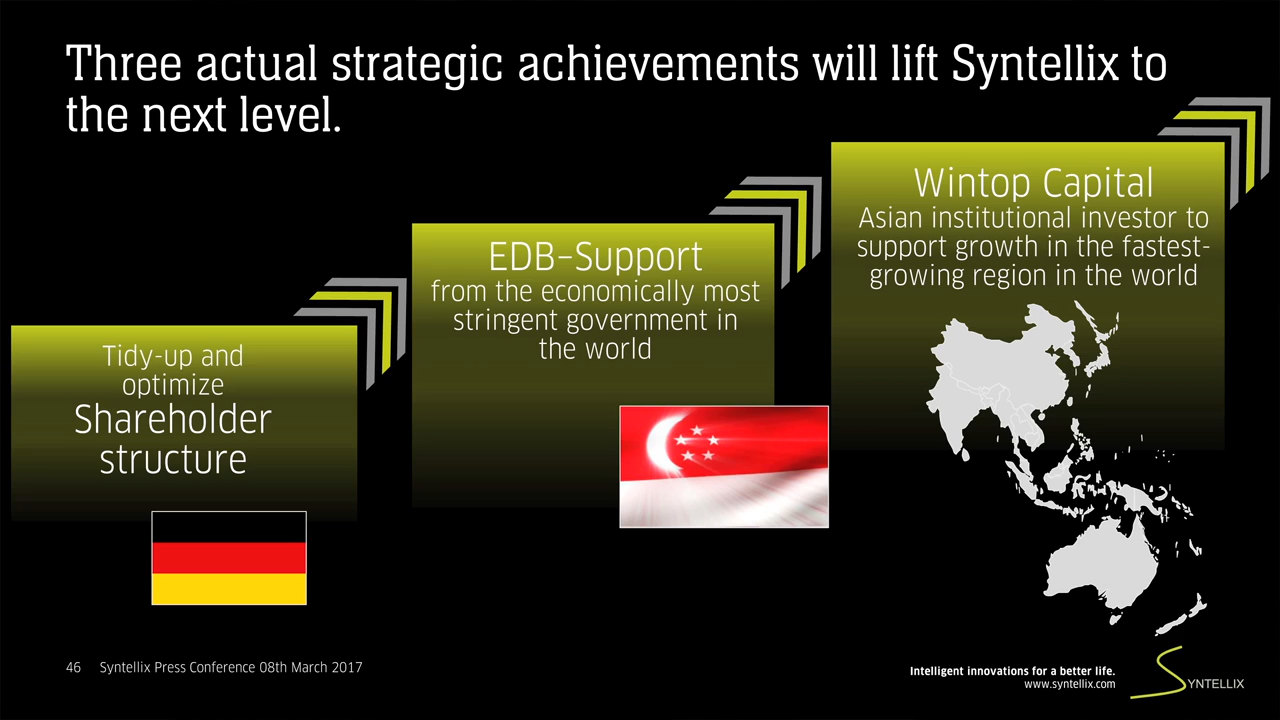 Three actual strategic achievements will lift Syntellix to
the next level.
Tidy-up and
optimize
Shareholder
structure
EDB-Support
from the economically most
stringent government in
the world
Wintop Capital
Asian institutional investor to
support growth in the fastest-
growing region in the world
46 Syntellix Press Conference 08th March 2017
Intelligent innovations for a better life.
www.syntellix.com
SYNTELLIX